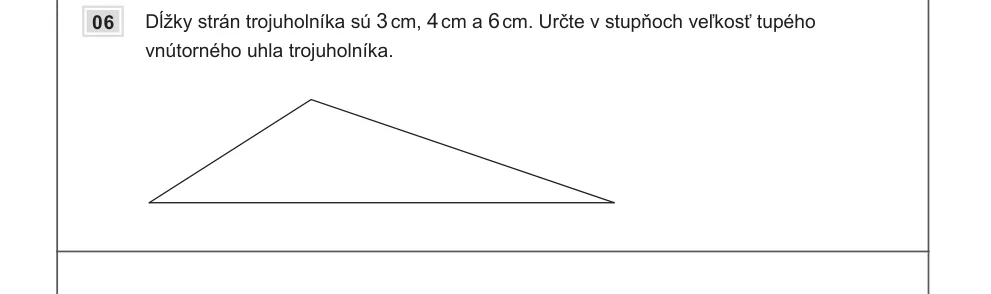 06 Dĺžky strán trojuholníka sú 3 cm, 4 cm a 6 cm. Určte v stupňoch veľkosť tupého
vnútorného uhla trojuholníka.